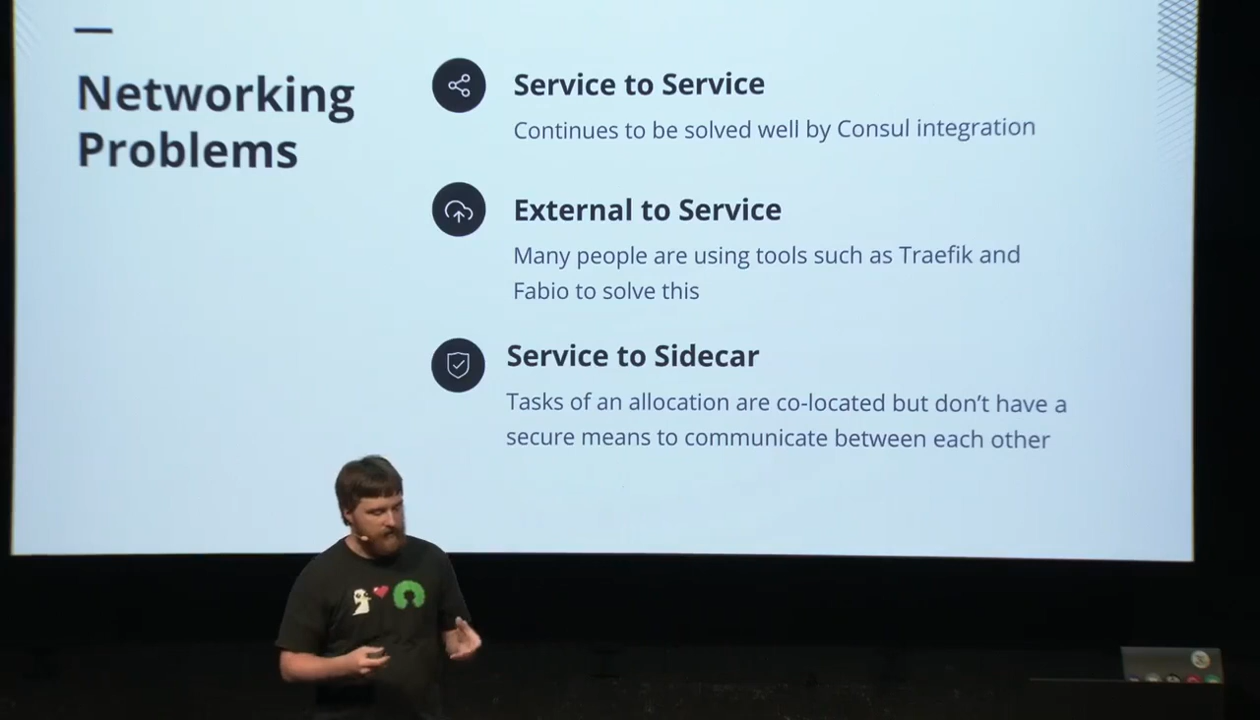 Networking
Problems
Service to Service
Continues to be solved well by Consul integration
External to Service
Many people are using tools such as Traefik and
Fabio to solve this
Service to Sidecar
Tasks of an allocation are co-located but don't have a
secure means to communicate between each other